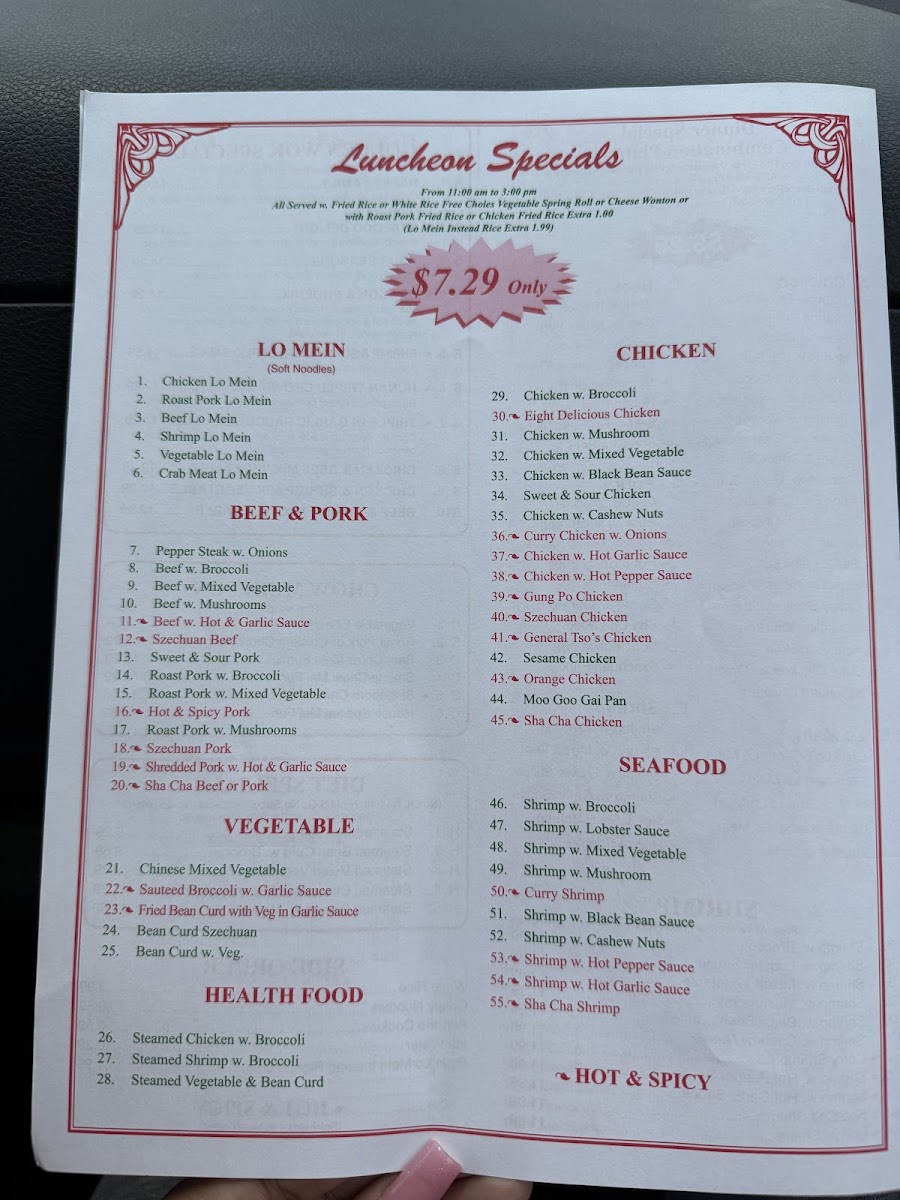 Luncheon Specials
From 11:00 am to 3:00 pm
All Served w. Fried Rice or White Rice Free Choies Vegetable Spring Roll or Cheese Wonton or
with Roast Pork Fried Rice or Chicken Fried Rice Extra 1.00
(Lo Mein Instead Rice Extra 1.99)
$7.29 Only
LO MEIN
(Soft Noodles)
1. Chicken Lo Mein
2. Roast Pork Lo Mein
3. Beef Lo Mein
4. Shrimp Lo Mein
5. Vegetable Lo Mein
6. Crab Meat Lo Mein
BEEF & PORK
7. Pepper Steak w. Onions
8. Beef w. Broccoli
9. Beef w. Mixed Vegetable
10. Beef w. Mushrooms
11. Beef w. Hot & Garlic Sauce
12. Szechuan Beef
13. Sweet & Sour Pork
14. Roast Pork w. Broccoli
15. Roast Pork w. Mixed Vegetable
16. Hot & Spicy Pork
17. Roast Pork w. Mushrooms
18. Szechuan Pork
19. Shredded Pork w. Hot & Garlic Sauce
20. Sha Cha Beef or Pork
VEGETABLE
21. Chinese Mixed Vegetable
22. Sauteed Broccoli w. Garlic Sauce
23. Fried Bean Curd with Veg in Garlic Sauce
24. Bean Curd Szechuan
25. Bean Curd w. Veg.
HEALTH FOOD
26. Steamed Chicken w. Broccoli
27. Steamed Shrimp w. Broccoli
28. Steamed Vegetable & Bean Curd
CHICKEN
29. Chicken w. Broccoli
30. Eight Delicious Chicken
31. Chicken w. Mushroom
32. Chicken w. Mixed Vegetable
33. Chicken w. Black Bean Sauce
34. Sweet & Sour Chicken
35. Chicken w. Cashew Nuts
36. Curry Chicken w. Onions
37. Chicken w. Hot Garlic Sauce
38. Chicken w. Hot Pepper Sauce
39. Gung Po Chicken
40. Szechuan Chicken
41. General Tso's Chicken
42. Sesame Chicken
43. Orange Chicken
44. Moo Goo Gai Pan
45. Sha Cha Chicken
SEAFOOD
46. Shrimp w. Broccoli
47. Shrimp w. Lobster Sauce
48. Shrimp w. Mixed Vegetable
49. Shrimp w. Mushroom
50. Curry Shrimp
51. Shrimp w. Black Bean Sauce
52. Shrimp w. Cashew Nuts
53. Shrimp w. Hot Pepper Sauce
54. Shrimp w. Hot Garlic Sauce
55. Sha Cha Shrimp
HOT & SPICY